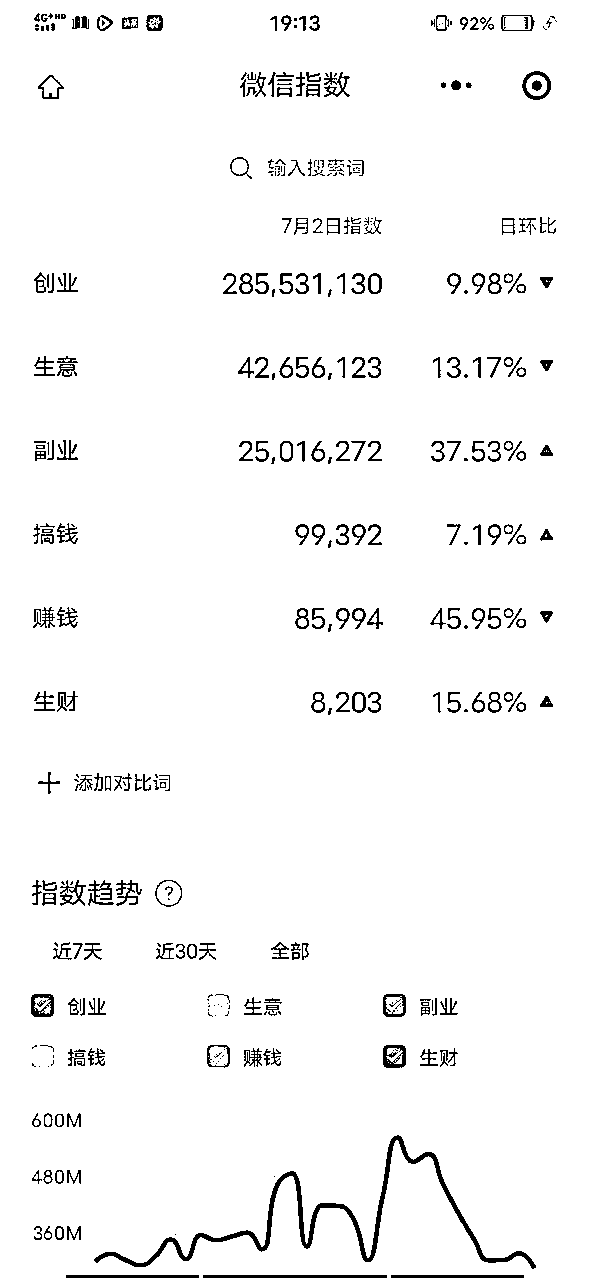 4G+HD 19:13 92%
微信指数
输入搜索词
7月2日指数 日环比
创业 285,531,130 9.98% ▼
生意 42,656,123 13.17% ▼
副业 25,016,272 37.53% ▲
搞钱 99,392 7.19% ▲
赚钱 85,994 45.95% ▼
生财 8,203 15.68% ▲
+ 添加对比词
指数趋势 ?
近7天 近30天 全部
创业 生意 副业
搞钱 赚钱 生财
600M
480M
360M